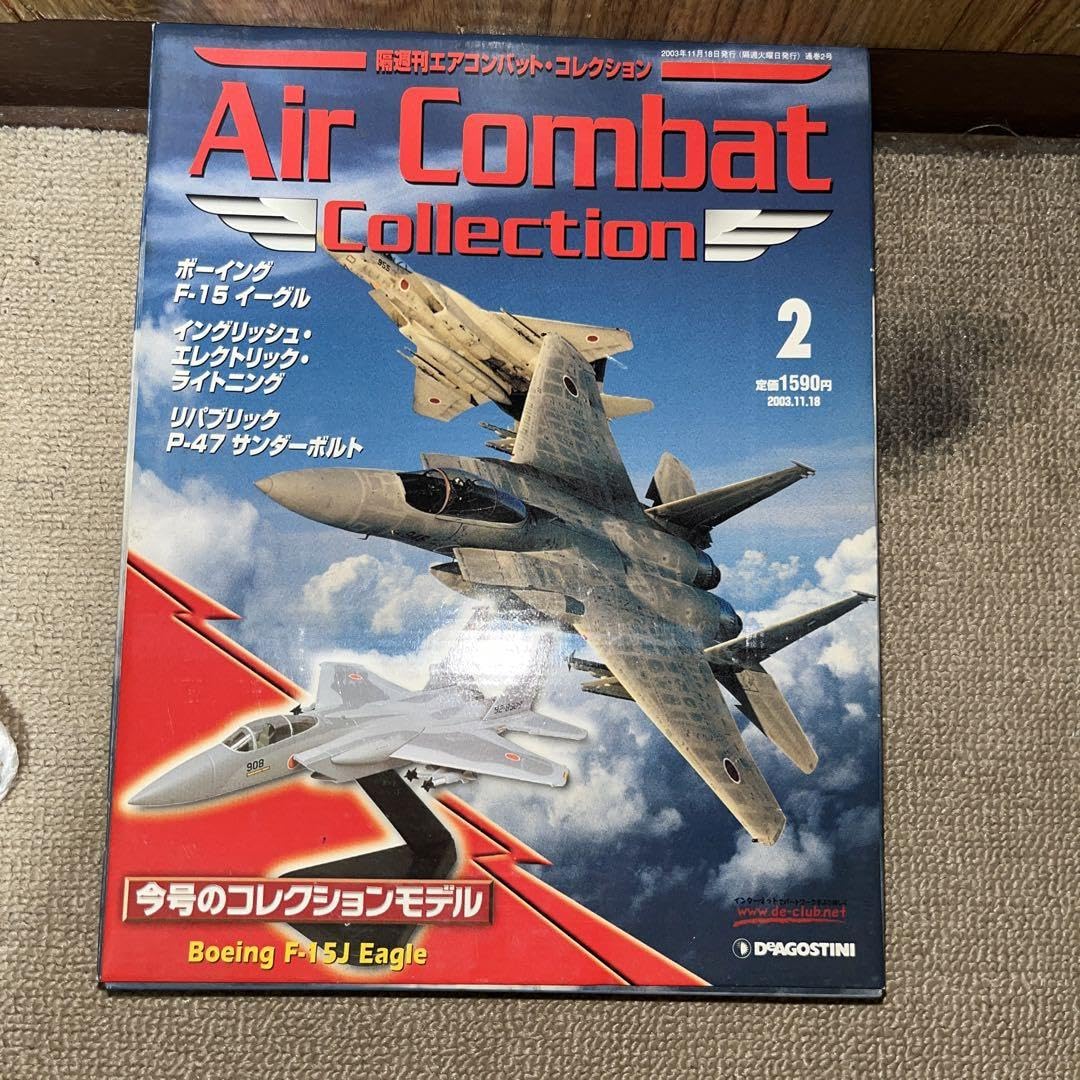 2003年11月18日発行(隔週火曜日発行) 通巻2号
隔週刊エアコンバット・コレクション
Air Combat
Collection
ボーイング
F-15 イーグル
イングリッシュ・
エレクトリック・
ライトニング
リパブリック
P-47 サンダーボルト
2
定価1590円
2003.11.18
955
908
今号のコレクションモデル
Boeing F-15J Eagle
www.de-club.net
DeAGOSTINI